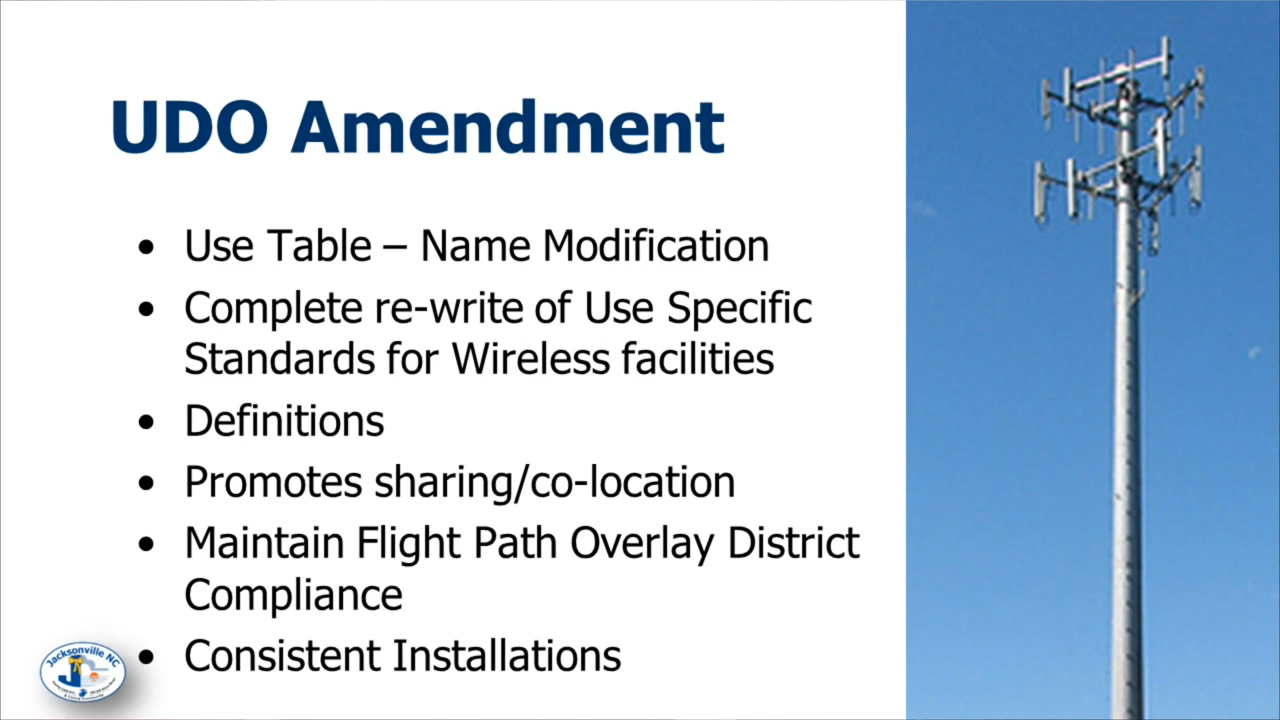 UDO Amendment
• Use Table – Name Modification
• Complete re-write of Use Specific
Standards for Wireless facilities
• Definitions
• Promotes sharing/co-location
• Maintain Flight Path Overlay District
Compliance
• Consistent Installations
Jacksonville NC